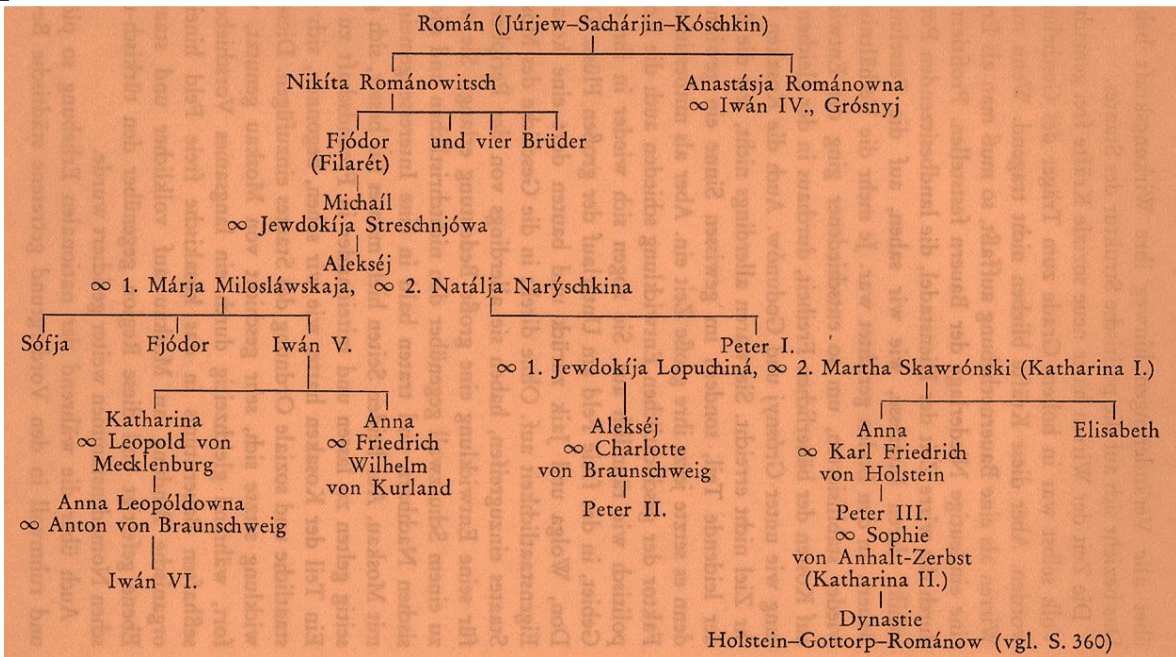 Román (Júrjew–Sachárjin–Kóschkin)
Nikíta Románowitsch
Anastásja Románowna
∞ Iwán IV., Grósnyj
Fjódor
(Filarét)
und vier Brüder
Michaíl
∞ Jewdokíja Streschnjówa
Alekséj
∞ 1. Márja Milosláwskaja, ∞ 2. Natálja Narýschkina
Sófja
Fjódor
Iwán V.
Peter I.
∞ 1. Jewdokíja Lopuchiná, ∞ 2. Martha Skawrónski (Katharina I.)
Katharina
∞ Leopold von
Mecklenburg
Anna
∞ Friedrich
Wilhelm
von Kurland
Alekséj
∞ Charlotte
von Braunschweig
Anna
∞ Karl Friedrich
von Holstein
Elisabeth
Anna Leopóldowna
∞ Anton von Braunschweig
Peter II.
Peter III.
∞ Sophie
von Anhalt-Zerbst
(Katharina II.)
Iwán VI.
Dynastie
Holstein–Gottorp–Románow (vgl. S. 360)